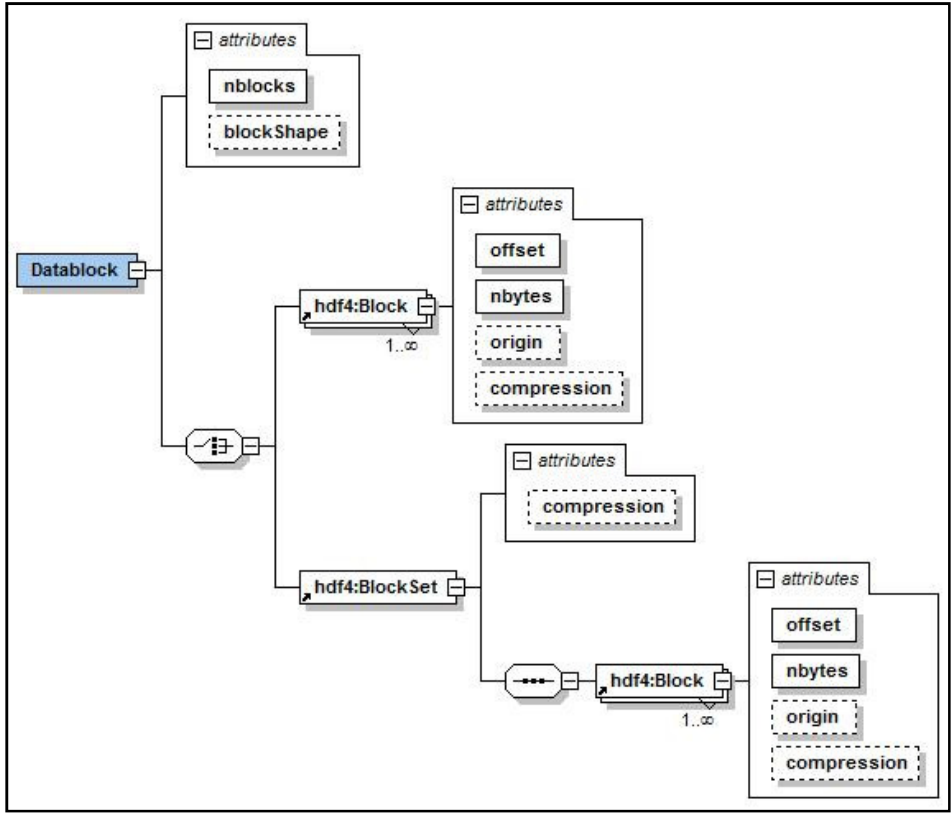 attributes
nblocks
blockShape
Datablock
attributes
offset
nbytes
origin
compression
hdf4:Block
1..∞
attributes
compression
hdf4:BlockSet
attributes
offset
nbytes
origin
compression
hdf4:Block
1..∞